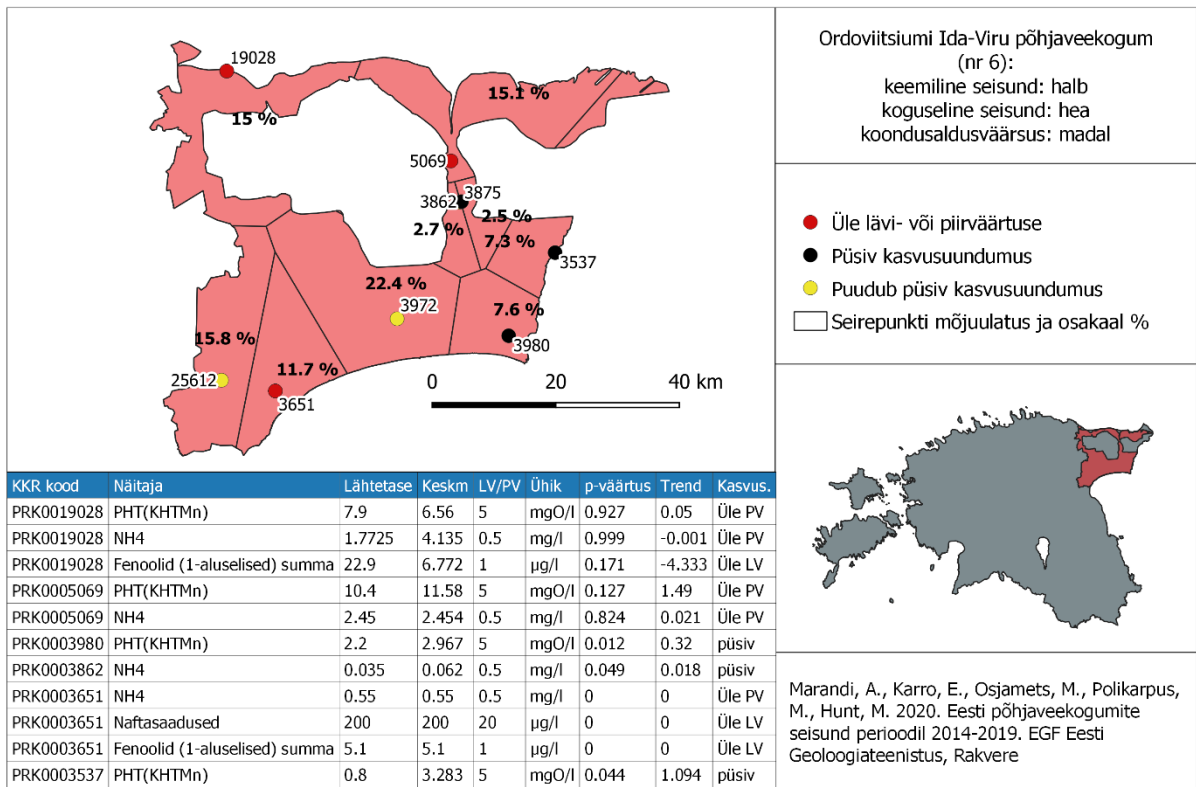 19028
15.1 %
15 %
5069
3875
3862
2.5 %
2.7 %
7.3 %
3537
22.4 %
3972
7.6 %
3980
15.8 %
25612
11.7 %
3651
0 20 40 km
Ordoviitsiumi Ida-Viru põhjaveekogum
(nr 6):
keemiline seisund: halb
koguseline seisund: hea
koondusaldusväärsus: madal
Üle lävi- või piirväärtuse
Püsiv kasvusuundumus
Puudub püsiv kasvusuundumus
Seirepunkti mõjuulatus ja osakaal %
KKR kood Näitaja Lähtetase Keskm LV/PV Ühik p-väärtus Trend Kasvus.
PRK0019028 PHT(KHTMn) 7.9 6.56 5 mgO/l 0.927 0.05 Üle PV
PRK0019028 NH4 1.7725 4.135 0.5 mg/l 0.999 -0.001 Üle PV
PRK0019028 Fenoolid (1-aluselised) summa 22.9 6.772 1 µg/l 0.171 -4.333 Üle LV
PRK0005069 PHT(KHTMn) 10.4 11.58 5 mgO/l 0.127 1.49 Üle PV
PRK0005069 NH4 2.45 2.454 0.5 mg/l 0.824 0.021 Üle PV
PRK0003980 PHT(KHTMn) 2.2 2.967 5 mgO/l 0.012 0.32 püsiv
PRK0003862 NH4 0.035 0.062 0.5 mg/l 0.049 0.018 püsiv
PRK0003651 NH4 0.55 0.55 0.5 mg/l 0 0 Üle PV
PRK0003651 Naftasaadused 200 200 20 µg/l 0 0 Üle LV
PRK0003651 Fenoolid (1-aluselised) summa 5.1 5.1 1 µg/l 0 0 Üle LV
PRK0003537 PHT(KHTMn) 0.8 3.283 5 mgO/l 0.044 1.094 püsiv
Marandi, A., Karro, E., Osjamets, M., Polikarpus,
M., Hunt, M. 2020. Eesti põhjaveekogumite
seisund perioodil 2014-2019. EGF Eesti
Geoloogiateenistus, Rakvere